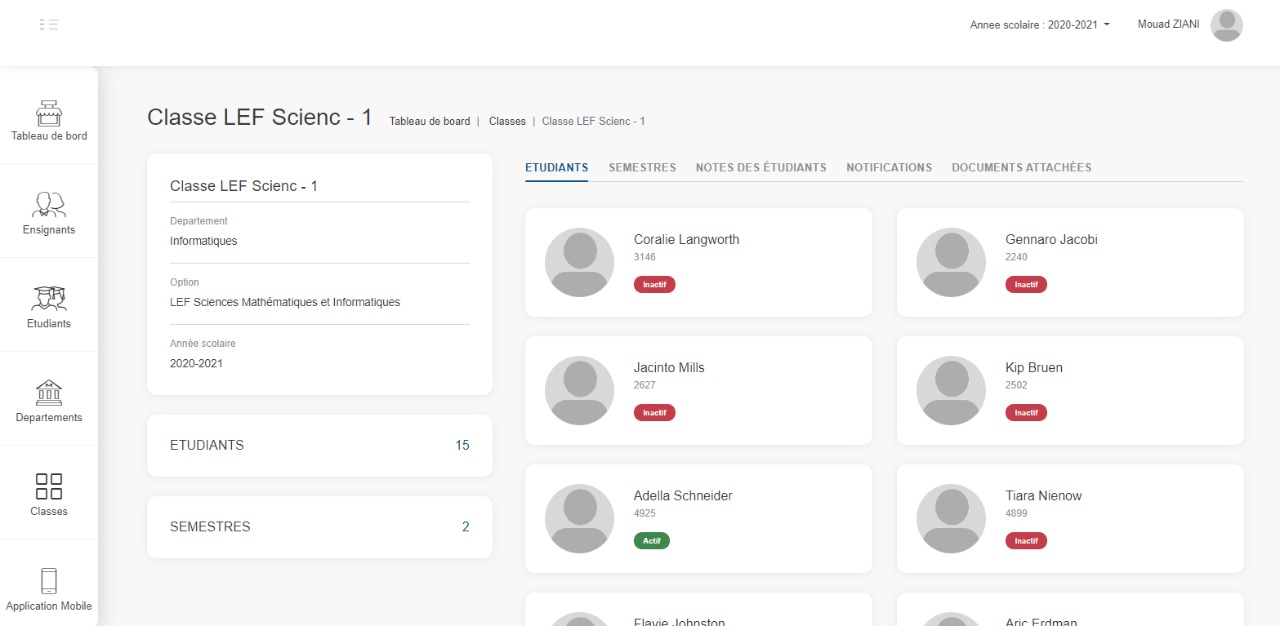 Annee scolaire : 2020-2021
Mouad ZIANI
Tableau de bord
Ensignants
Etudiants
Departements
Classes
Application Mobile
Classe LEF Scienc - 1
Tableau de board | Classes | Classe LEF Scienc - 1
Classe LEF Scienc - 1
Departement
Informatiques
Option
LEF Sciences Mathématiques et Informatiques
Année scolaire
2020-2021
ETUDIANTS 15
SEMESTRES 2
ETUDIANTS SEMESTRES NOTES DES ÉTUDIANTS NOTIFICATIONS DOCUMENTS ATTACHÉES
Coralie Langworth
3146
Inactif
Gennaro Jacobi
2240
Inactif
Jacinto Mills
2627
Inactif
Kip Bruen
2502
Inactif
Adella Schneider
4925
Actif
Tiara Nienow
4899
Inactif
Flavie Johnston
Aric Erdman